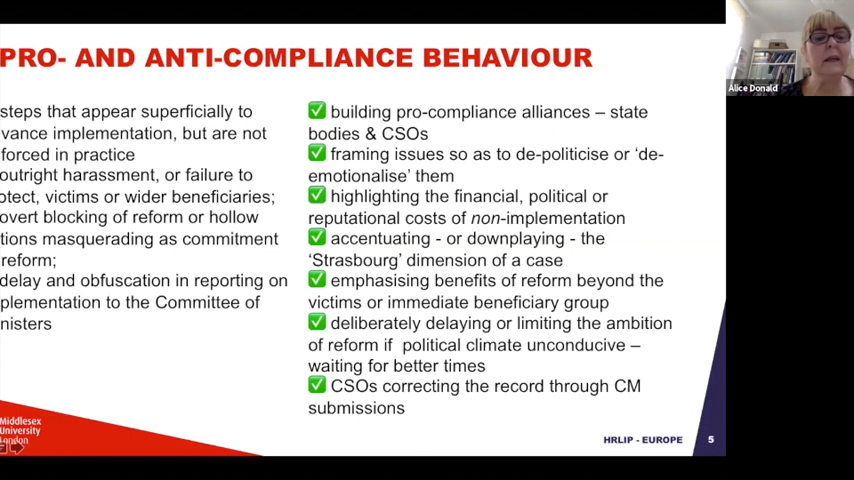 PRO- AND ANTI-COMPLIANCE BEHAVIOUR
steps that appear superficially to
vance implementation, but are not
forced in practice
outright harassment, or failure to
otect, victims or wider beneficiaries;
overt blocking of reform or hollow
tions masquerading as commitment
reform;
delay and obfuscation in reporting on
plementation to the Committee of
nisters
✅ building pro-compliance alliances – state
bodies & CSOs
✅ framing issues so as to de-politicise or ‘de-
emotionalise’ them
✅ highlighting the financial, political or
reputational costs of non-implementation
✅ accentuating - or downplaying - the
‘Strasbourg’ dimension of a case
✅ emphasising benefits of reform beyond the
victims or immediate beneficiary group
✅ deliberately delaying or limiting the ambition
of reform if political climate unconducive –
waiting for better times
✅ CSOs correcting the record through CM
submissions
Middlesex
University
London
HRLIP - EUROPE 5
Alice Donald